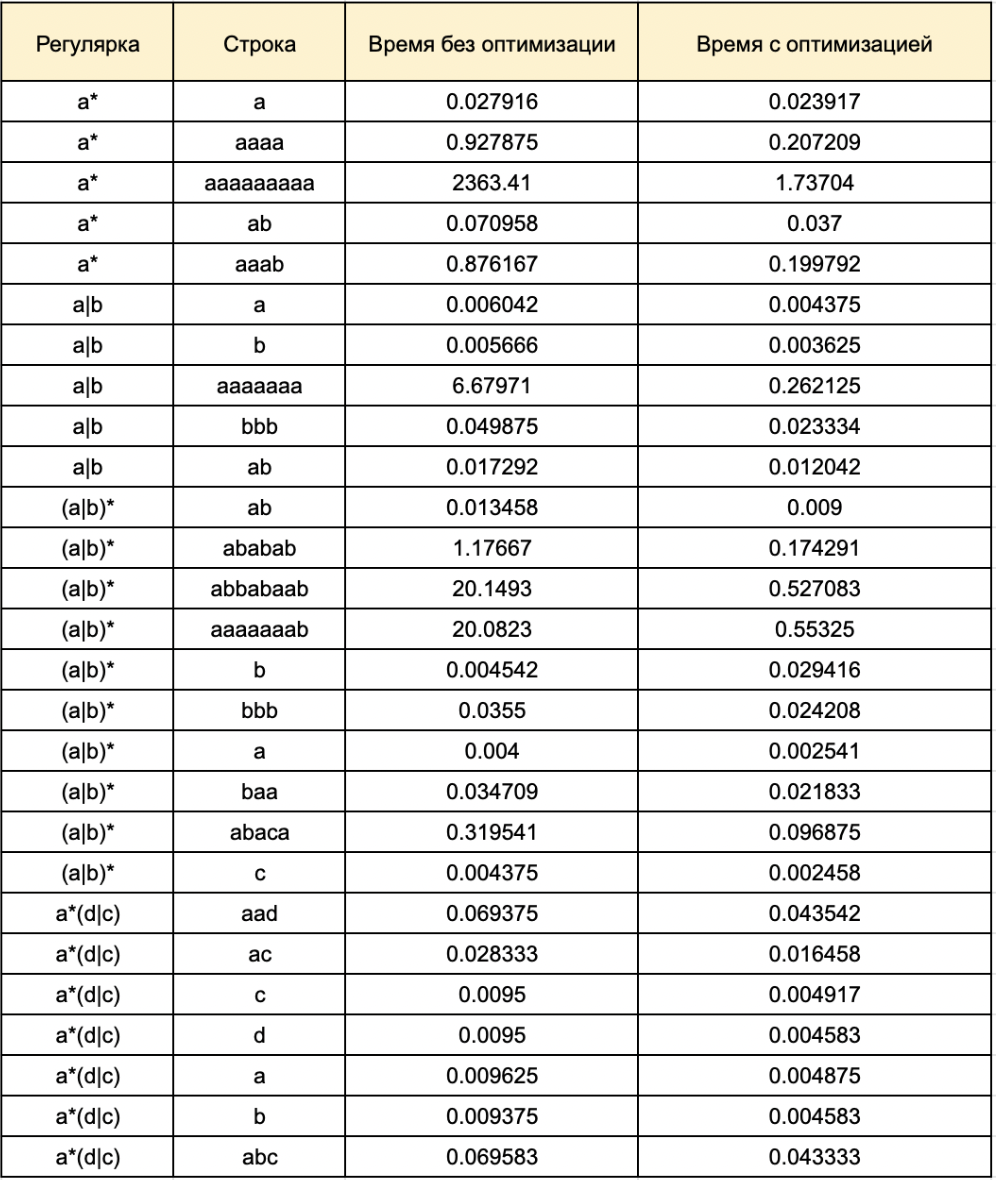 Регулярка Строка Время без оптимизации Время с оптимизацией
a* a 0.027916 0.023917
a* aaaa 0.927875 0.207209
a* aaaaaaaaa 2363.41 1.73704
a* ab 0.070958 0.037
a* aaab 0.876167 0.199792
a|b a 0.006042 0.004375
a|b b 0.005666 0.003625
a|b aaaaaaa 6.67971 0.262125
a|b bbb 0.049875 0.023334
a|b ab 0.017292 0.012042
(a|b)* ab 0.013458 0.009
(a|b)* ababab 1.17667 0.174291
(a|b)* abbabaab 20.1493 0.527083
(a|b)* aaaaaaab 20.0823 0.55325
(a|b)* b 0.004542 0.029416
(a|b)* bbb 0.0355 0.024208
(a|b)* a 0.004 0.002541
(a|b)* baa 0.034709 0.021833
(a|b)* abaca 0.319541 0.096875
(a|b)* c 0.004375 0.002458
a*(d|c) aad 0.069375 0.043542
a*(d|c) ac 0.028333 0.016458
a*(d|c) c 0.0095 0.004917
a*(d|c) d 0.0095 0.004583
a*(d|c) a 0.009625 0.004875
a*(d|c) b 0.009375 0.004583
a*(d|c) abc 0.069583 0.043333